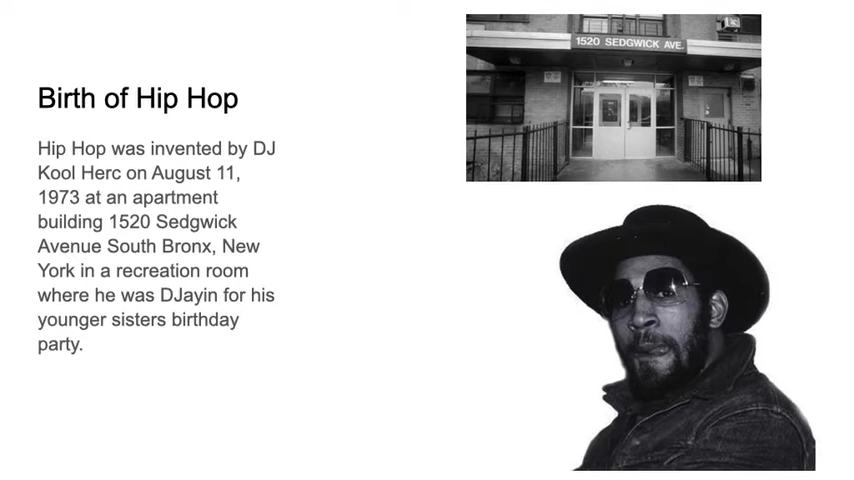 1520 SEDGWICK AVE.
Birth of Hip Hop
Hip Hop was invented by DJ
Kool Herc on August 11,
1973 at an apartment
building 1520 Sedgwick
Avenue South Bronx, New
York in a recreation room
where he was DJayin for his
younger sisters birthday
party.